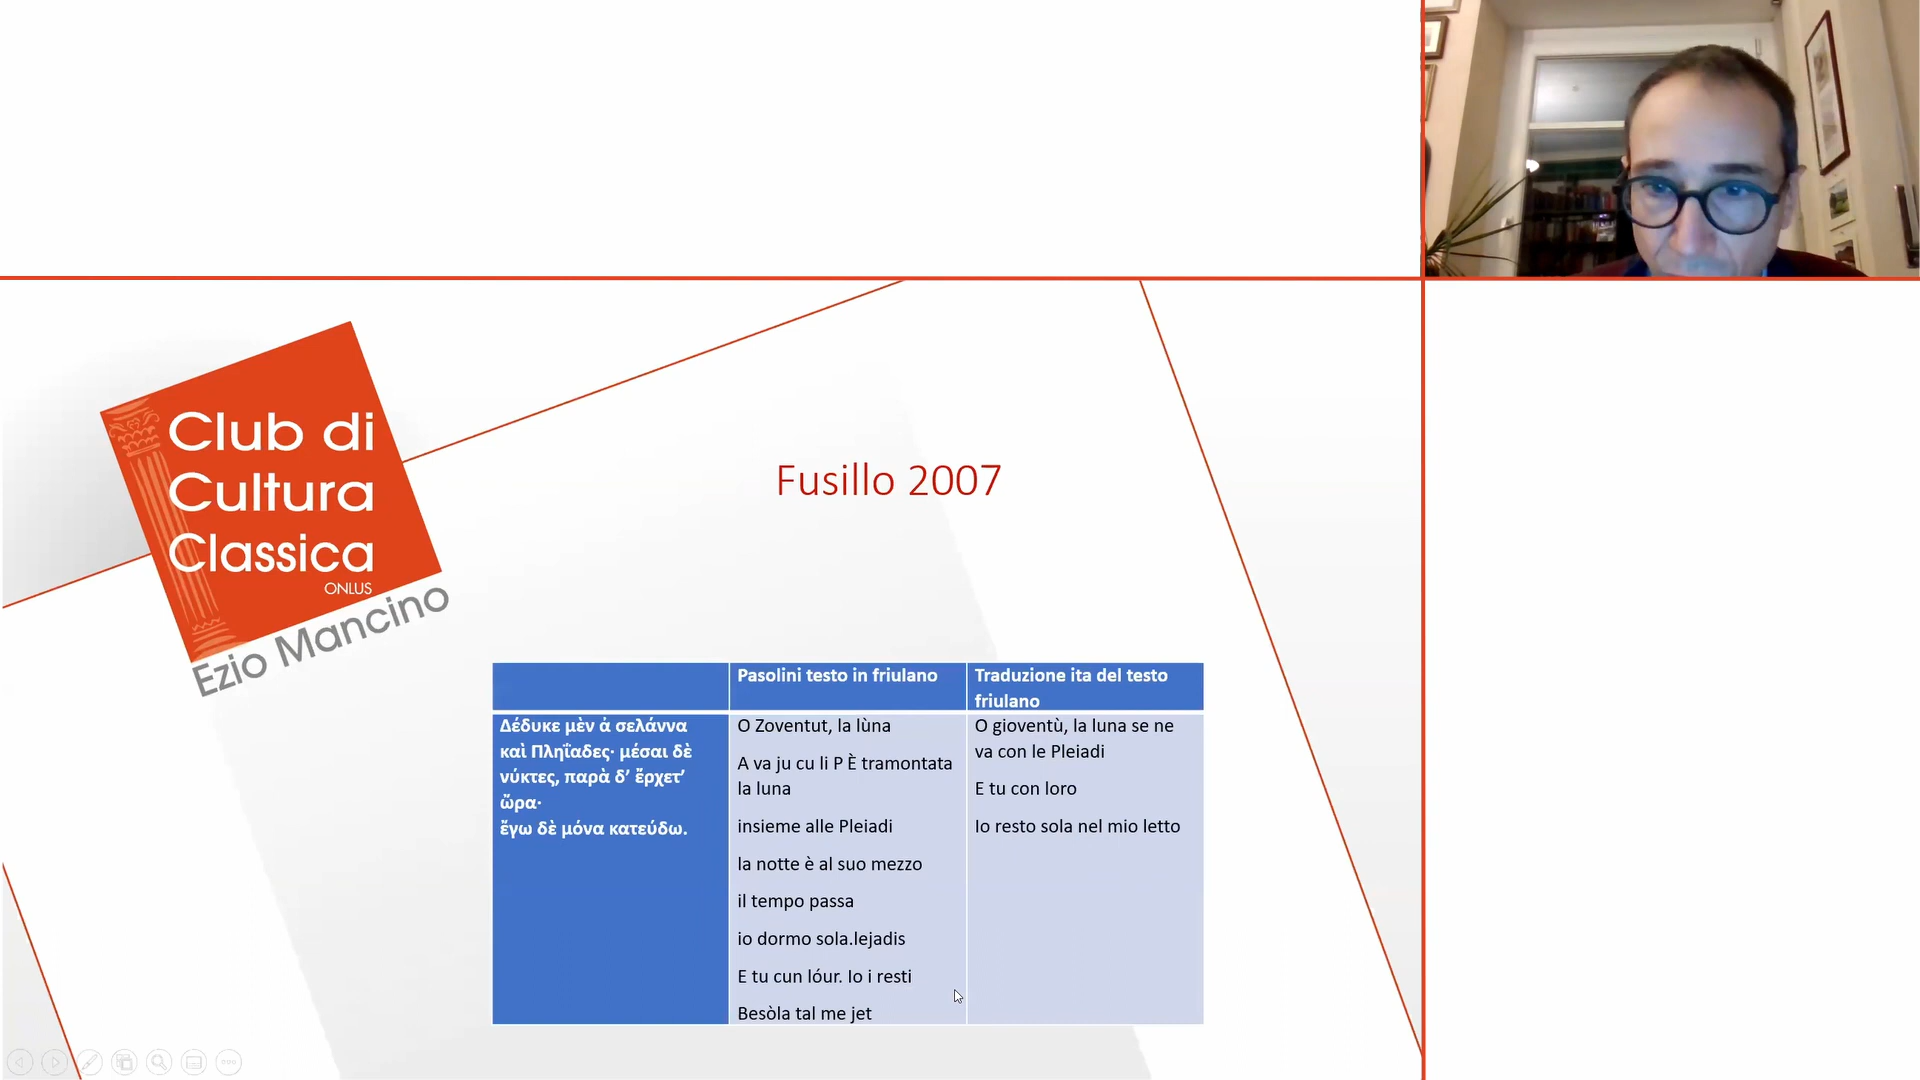 Club di
Cultura
Classica
ONLUS
Ezio Mancino
Fusillo 2007
Pasolini testo in friulano
Traduzione ita del testo
friulano
Δέδυκε μὲν ἀ σελάννα
καὶ Πληΐαδες· μέσαι δὲ
νύκτες, παρὰ δ’ ἔρχετ’
ὤρα·
ἔγω δὲ μόνα κατεύδω.
O Zoventut, la lùna
A va ju cu li P È tramontata
la luna
insieme alle Pleiadi
la notte è al suo mezzo
il tempo passa
io dormo sola.lejadis
E tu cun lóur. Io i resti
Besòla tal me jet
O gioventù, la luna se ne
va con le Pleiadi
E tu con loro
Io resto sola nel mio letto